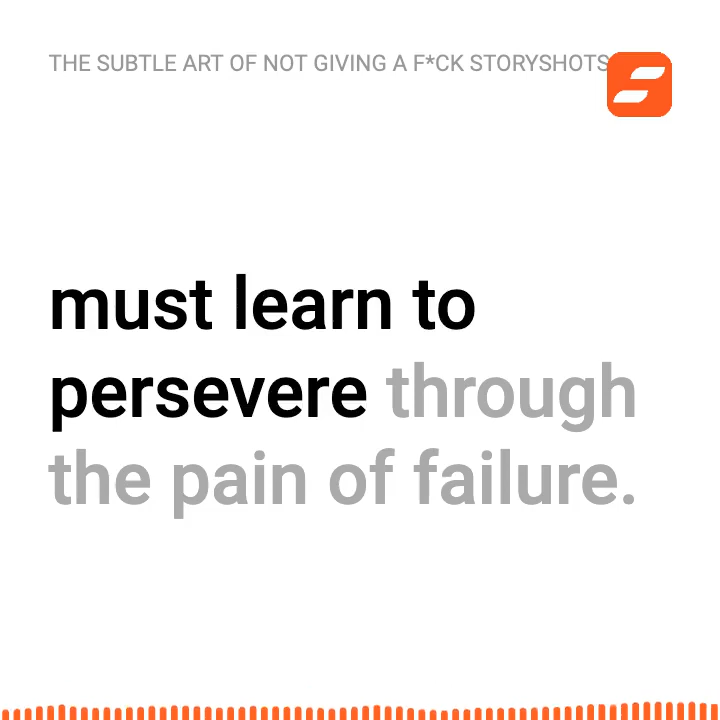 THE SUBTLE ART OF NOT GIVING A F*CK STORYSHOTS
must learn to
persevere through
the pain of failure.